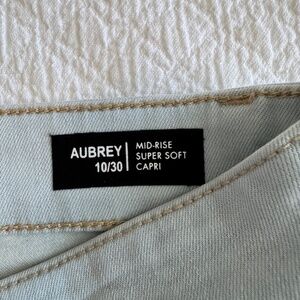 AUBREY
10/30
MID-RISE
SUPER SOFT
CAPRI